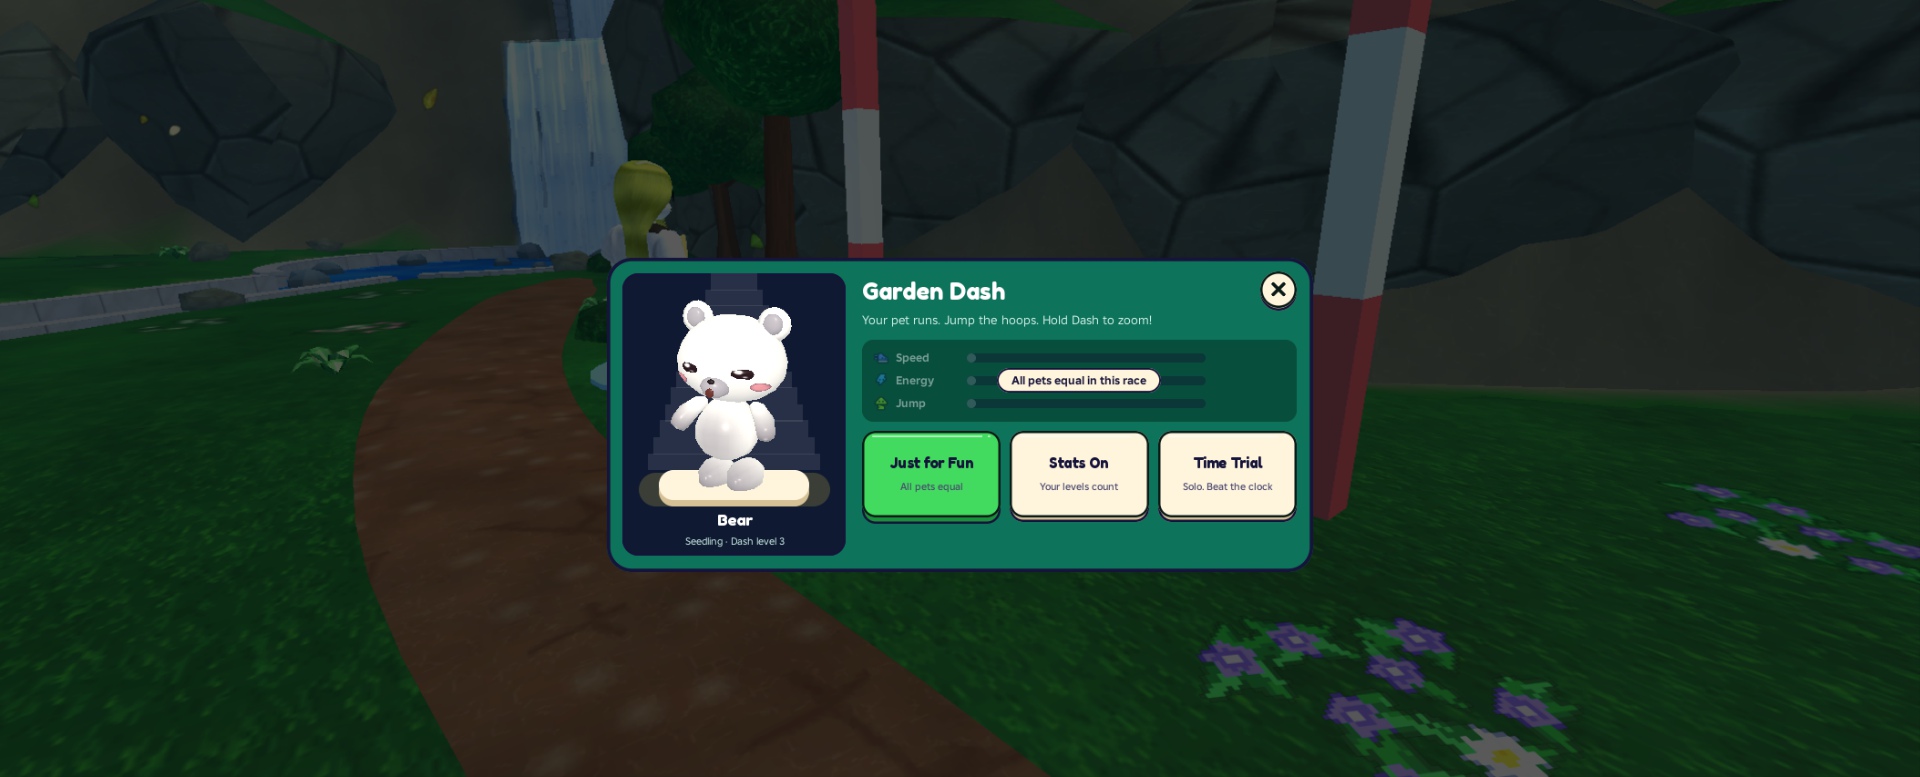 Garden Dash
Your pet runs. Jump the hoops. Hold Dash to zoom!
Speed
Energy
All pets equal in this race
Jump
Just for Fun
All pets equal
Stats On
Your levels count
Time Trial
Solo. Beat the clock
Bear
Seedling · Dash level 3